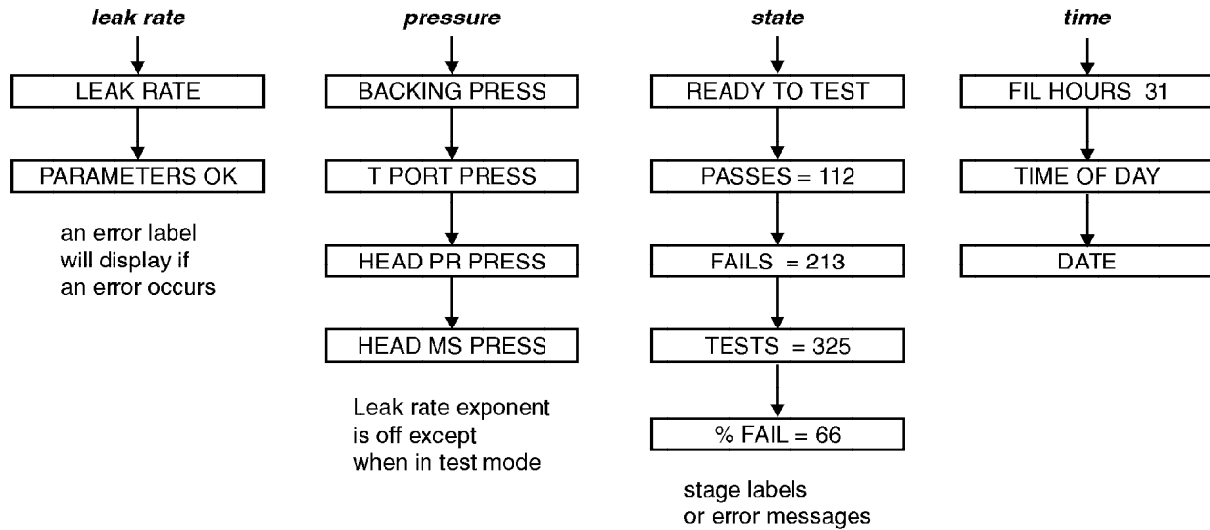 leak rate
LEAK RATE
PARAMETERS OK
an error label
will display if
an error occurs
pressure
BACKING PRESS
T PORT PRESS
HEAD PR PRESS
HEAD MS PRESS
Leak rate exponent
is off except
when in test mode
state
READY TO TEST
PASSES = 112
FAILS = 213
TESTS = 325
% FAIL = 66
stage labels
or error messages
time
FIL HOURS 31
TIME OF DAY
DATE